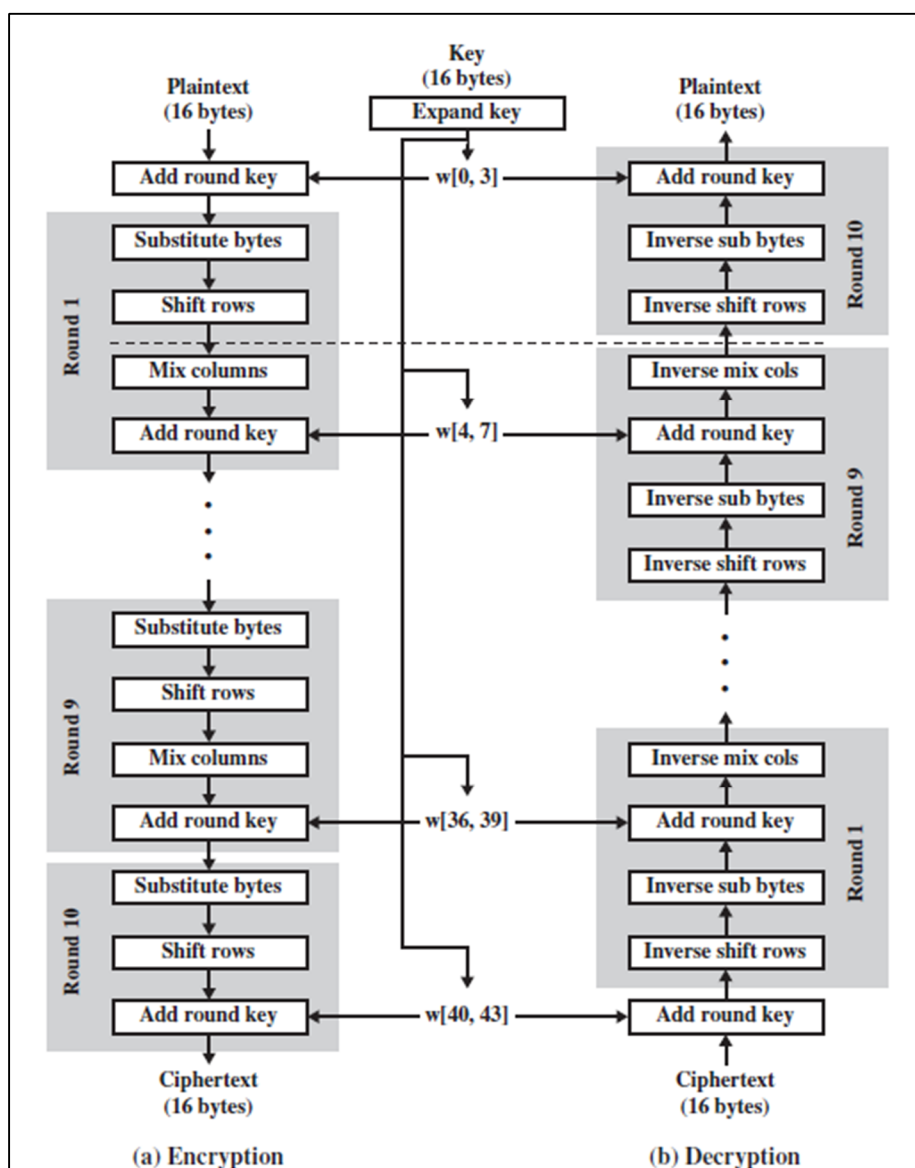 Key
(16 bytes)
Expand key
Plaintext
(16 bytes)
Add round key
Substitute bytes
Shift rows
Mix columns
Add round key
Round 1
Substitute bytes
Shift rows
Mix columns
Add round key
Round 9
Substitute bytes
Shift rows
Add round key
Round 10
Ciphertext
(16 bytes)
(a) Encryption
w[0, 3]
w[4, 7]
w[36, 39]
w[40, 43]
Plaintext
(16 bytes)
Add round key
Inverse sub bytes
Inverse shift rows
Round 10
Inverse mix cols
Add round key
Inverse sub bytes
Inverse shift rows
Round 9
Inverse mix cols
Add round key
Inverse sub bytes
Inverse shift rows
Round 1
Add round key
Ciphertext
(16 bytes)
(b) Decryption